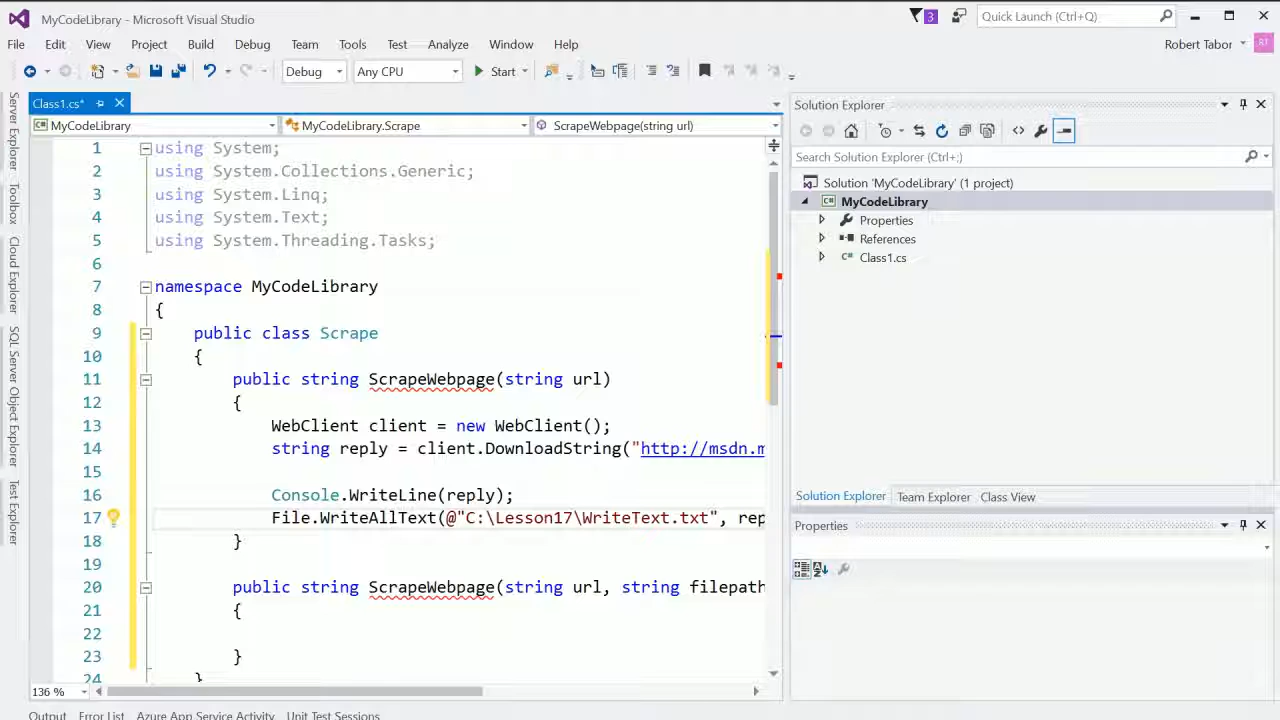 MyCodeLibrary - Microsoft Visual Studio
3
Quick Launch (Ctrl+Q)
File Edit View Project Build Debug Team Tools Test Analyze Window Help
Robert Tabor RT
Debug Any CPU Start
Class1.cs*
MyCodeLibrary MyCodeLibrary.Scrape ScrapeWebpage(string url)
Server Explorer
Toolbox
Cloud Explorer
SQL Server Object Explorer
Test Explorer
1 using System;
2 using System.Collections.Generic;
3 using System.Linq;
4 using System.Text;
5 using System.Threading.Tasks;
6
7 namespace MyCodeLibrary
8 {
9 public class Scrape
10 {
11 public string ScrapeWebpage(string url)
12 {
13 WebClient client = new WebClient();
14 string reply = client.DownloadString("http://msdn.m
15
16 Console.WriteLine(reply);
17 File.WriteAllText(@"C:\Lesson17\WriteText.txt", rep
18 }
19
20 public string ScrapeWebpage(string url, string filepath
21 {
22
23 }
24 }
136 %
Output Error List Azure App Service Activity Unit Test Sessions
Solution Explorer
Search Solution Explorer (Ctrl+;)
Solution 'MyCodeLibrary' (1 project)
MyCodeLibrary
Properties
References
C# Class1.cs
Solution Explorer Team Explorer Class View
Properties